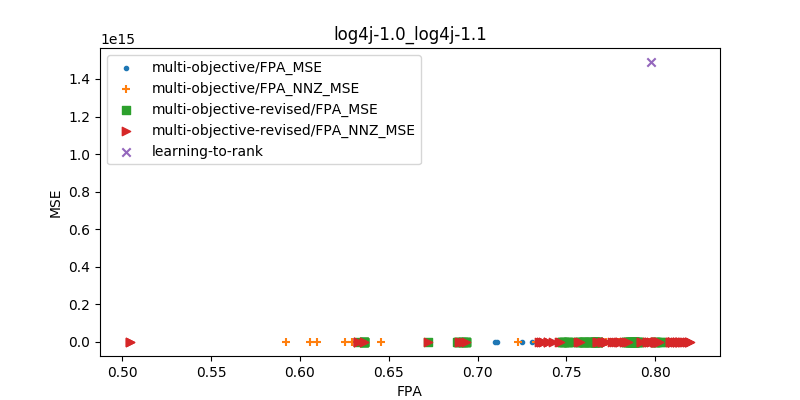 log4j-1.0_log4j-1.1
1e15
multi-objective/FPA_MSE
multi-objective/FPA_NNZ_MSE
multi-objective-revised/FPA_MSE
multi-objective-revised/FPA_NNZ_MSE
learning-to-rank
1.4
1.2
1.0
0.8
0.6
0.4
0.2
0.0
MSE
0.50 0.55 0.60 0.65 0.70 0.75 0.80
FPA